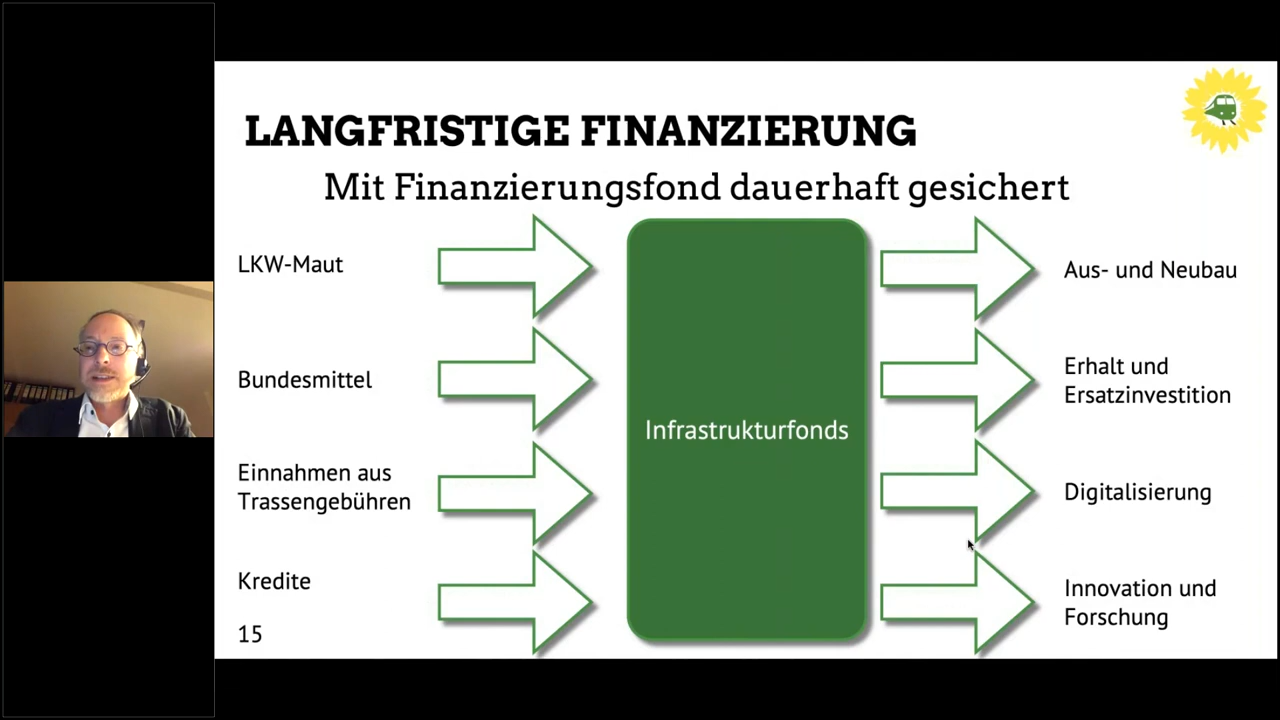 LANGFRISTIGE FINANZIERUNG
Mit Finanzierungsfond dauerhaft gesichert
LKW-Maut
Bundesmittel
Einnahmen aus
Trassengebühren
Kredite
15
Infrastrukturfonds
Aus- und Neubau
Erhalt und
Ersatzinvestition
Digitalisierung
Innovation und
Forschung